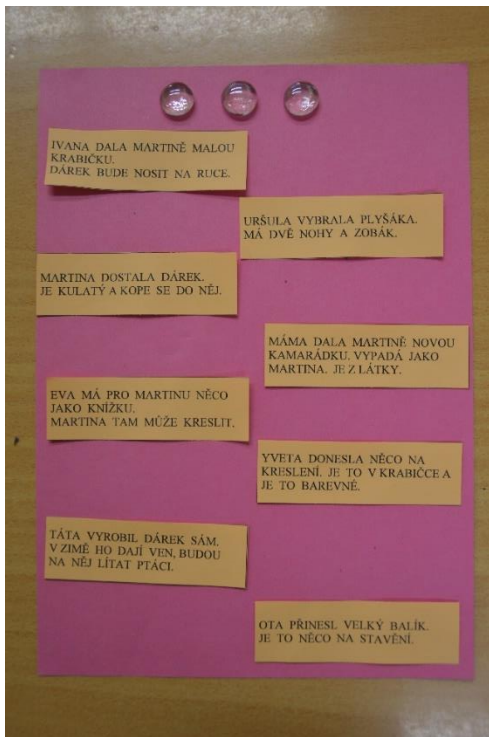 IVANA DALA MARTINĚ MALOU
KRABIČKU.
DÁREK BUDE NOSIT NA RUCE.
URŠULA VYBRALA PLYŠÁKA.
MÁ DVĚ NOHY A ZOBÁK.
MARTINA DOSTALA DÁREK.
JE KULATÝ A KOPE SE DO NĚJ.
MÁMA DALA MARTINĚ NOVOU
KAMARÁDKU. VYPADÁ JAKO
MARTINA. JE Z LÁTKY.
EVA MÁ PRO MARTINU NĚCO
JAKO KNÍŽKU.
MARTINA TAM MŮŽE KRESLIT.
YVETA DONESLA NĚCO NA
KRESLENÍ. JE TO V KRABIČCE A
JE TO BAREVNÉ.
TÁTA VYROBIL DÁREK SÁM.
V ZIMĚ HO DAJÍ VEN, BUDOU
NA NĚJ LÍTAT PTÁCI.
OTA PŘINESL VELKÝ BALÍK.
JE TO NĚCO NA STAVĚNÍ.